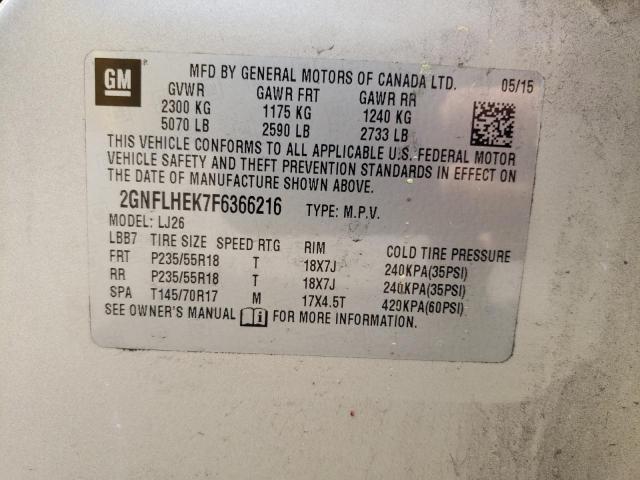 GM
MFD BY GENERAL MOTORS OF CANADA LTD. 05/15
GVWR GAWR FRT GAWR RR
2300 KG 1175 KG 1240 KG
5070 LB 2590 LB 2733 LB
THIS VEHICLE CONFORMS TO ALL APPLICABLE U.S. FEDERAL MOTOR
VEHICLE SAFETY AND THEFT PREVENTION STANDARDS IN EFFECT
ON THE DATE OF MANUFACTURE SHOWN ABOVE.
2GNFLHEK7F6366216 TYPE: M.P.V.
MODEL: LJ26
LBB7 TIRE SIZE SPEED RTG RIM COLD TIRE PRESSURE
FRT P235/55R18 T 18X7J 240KPA(35PSI)
RR P235/55R18 T 18X7J 240KPA(35PSI)
SPA T145/70R17 M 17X4.5T 420KPA(60PSI)
SEE OWNER'S MANUAL FOR MORE INFORMATION.